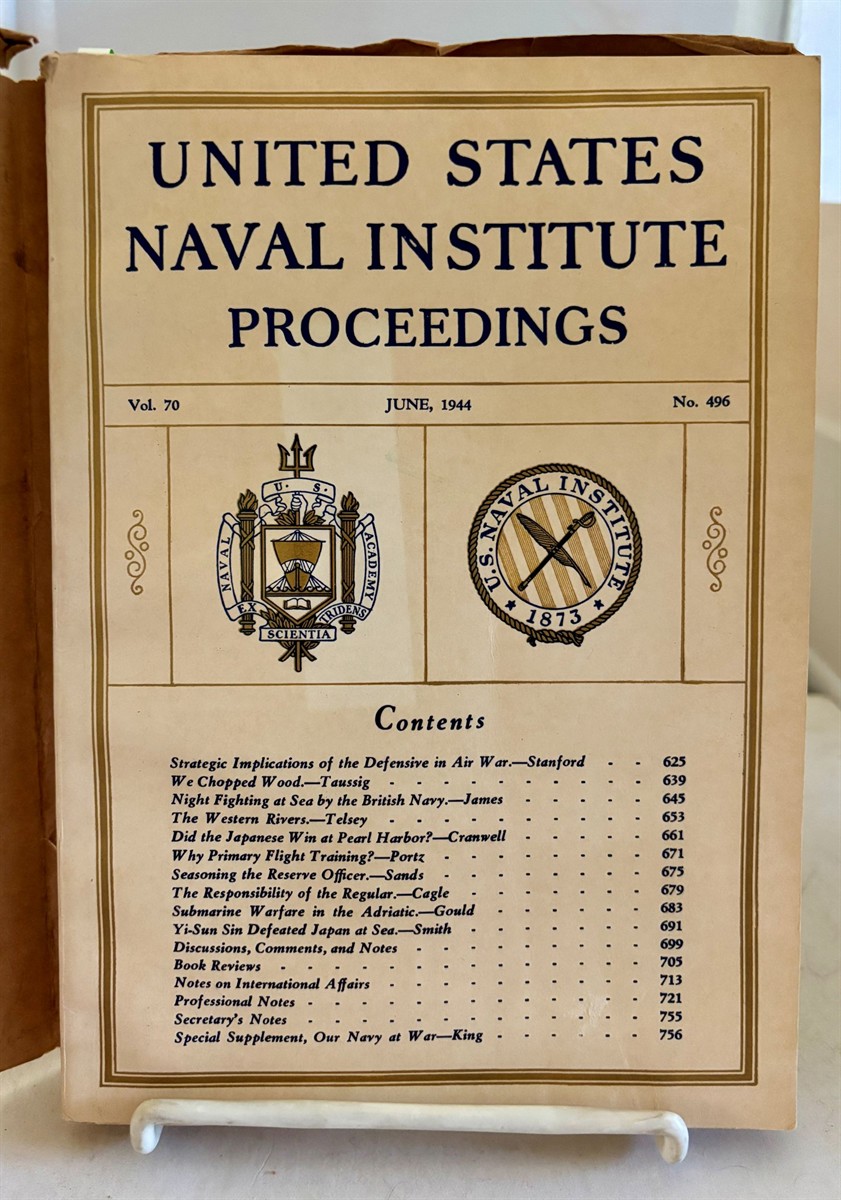 UNITED STATES
NAVAL INSTITUTE
PROCEEDINGS
Vol. 70 JUNE, 1944 No. 496
U · S ·
NAVAL ACADEMY
EX SCIENTIA TRIDENS
U.S. NAVAL INSTITUTE
★ 1873 ★
Contents
Strategic Implications of the Defensive in Air War.—Stanford - - 625
We Chopped Wood.—Taussig - - - - - - - - - - 639
Night Fighting at Sea by the British Navy.—James - - - - - 645
The Western Rivers.—Telsey - - - - - - - - - - 653
Did the Japanese Win at Pearl Harbor?—Cranwell - - - - - 661
Why Primary Flight Training?—Portz - - - - - - - - 671
Seasoning the Reserve Officer.—Sands - - - - - - - - 675
The Responsibility of the Regular.—Cagle - - - - - - - 679
Submarine Warfare in the Adriatic.—Gould - - - - - - 683
Yi-Sun Sin Defeated Japan at Sea.—Smith - - - - - - - 691
Discussions, Comments, and Notes - - - - - - - - - 699
Book Reviews - - - - - - - - - - - - - - 705
Notes on International Affairs - - - - - - - - - - 713
Professional Notes - - - - - - - - - - - - - 721
Secretary's Notes - - - - - - - - - - - - - 755
Special Supplement, Our Navy at War—King - - - - - - 756